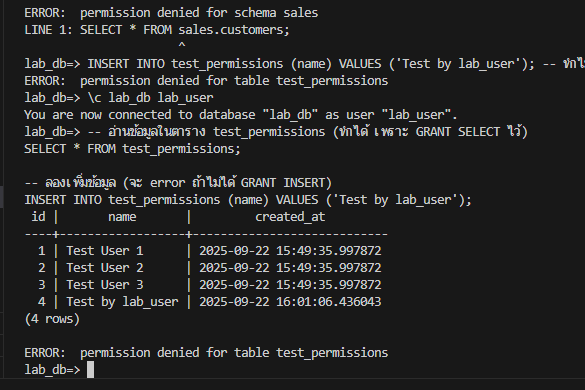 ERROR:  permission denied for schema sales
LINE 1: SELECT * FROM sales.customers;
                      ^
lab_db=> INSERT INTO test_permissions (name) VALUES ('Test by lab_user'); -- ทำไ
ERROR:  permission denied for table test_permissions
lab_db=> \c lab_db lab_user
You are now connected to database "lab_db" as user "lab_user".
lab_db=> -- อ่านข้อมูลในตาราง test_permissions (ทำได้ เพราะ GRANT SELECT ไว้)
SELECT * FROM test_permissions;

-- ลองเพิ่มข้อมูล (จะ error ถ้าไม่ได้ GRANT INSERT)
INSERT INTO test_permissions (name) VALUES ('Test by lab_user');
 id |       name       |         created_at
----+------------------+----------------------------
  1 | Test User 1      | 2025-09-22 15:49:35.997872
  2 | Test User 2      | 2025-09-22 15:49:35.997872
  3 | Test User 3      | 2025-09-22 15:49:35.997872
  4 | Test by lab_user | 2025-09-22 16:01:06.436043
(4 rows)

ERROR:  permission denied for table test_permissions
lab_db=>